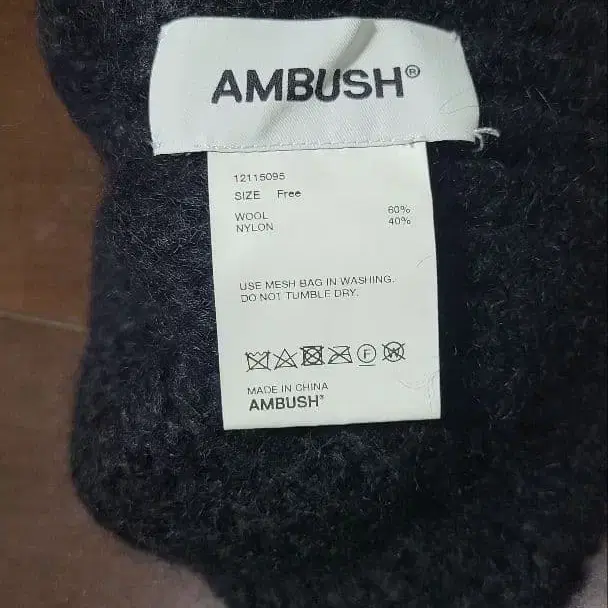 AMBUSH®
12115095
SIZE Free
WOOL 60%
NYLON 40%
USE MESH BAG IN WASHING.
DO NOT TUMBLE DRY.
F W
MADE IN CHINA
AMBUSH®